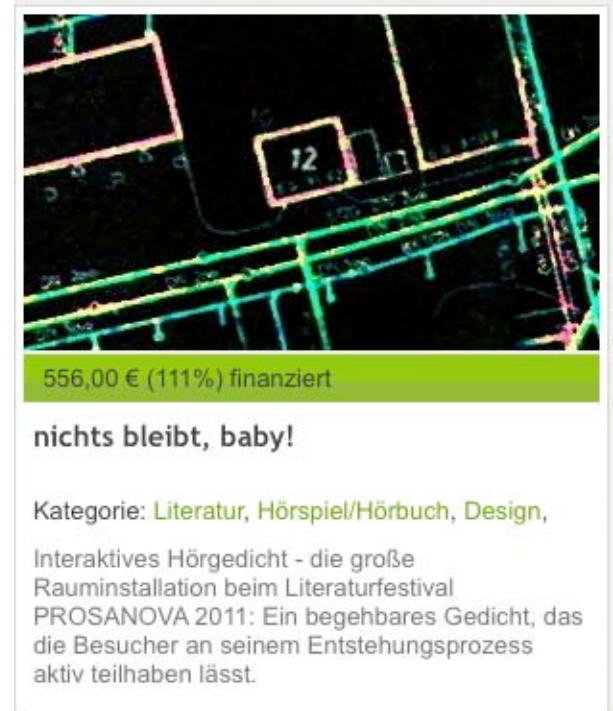 12
556,00 € (111%) finanziert
nichts bleibt, baby!
Kategorie: Literatur, Hörspiel/Hörbuch, Design,
Interaktives Hörgedicht - die große
Rauminstallation beim Literaturfestival
PROSANOVA 2011: Ein begehbares Gedicht, das
die Besucher an seinem Entstehungsprozess
aktiv teilhaben lässt.